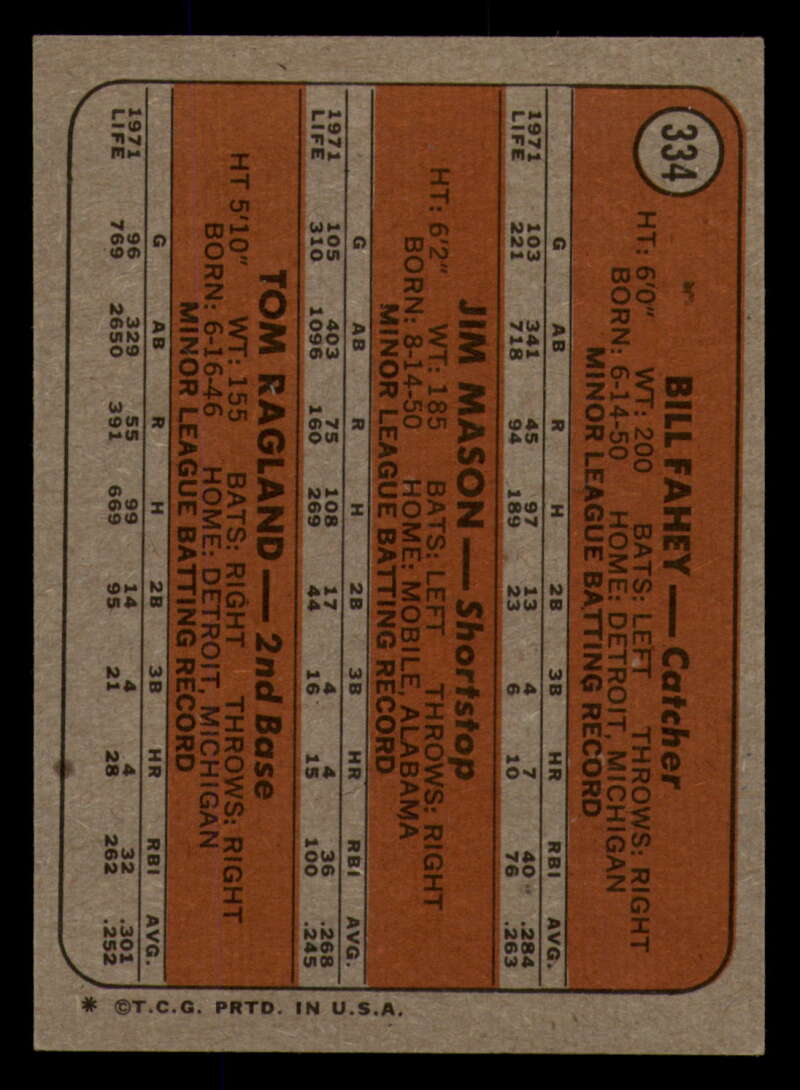 334
BILL FAHEY — Catcher
HT: 6'0" WT: 200 BATS: LEFT THROWS: RIGHT
BORN: 6-14-50 HOME: DETROIT, MICHIGAN
MINOR LEAGUE BATTING RECORD
G AB R H 2B 3B HR RBI AVG.
1971 103 341 45 97 13 4 7 40 .284
LIFE 221 718 94 189 23 6 10 76 .263
JIM MASON — Shortstop
HT: 6'2" WT: 185 BATS: LEFT THROWS: RIGHT
BORN: 8-14-50 HOME: MOBILE, ALABAMA
MINOR LEAGUE BATTING RECORD
G AB R H 2B 3B HR RBI AVG.
1971 105 403 75 108 17 4 4 36 .268
LIFE 310 1096 160 269 44 16 15 100 .245
TOM RAGLAND — 2nd Base
HT 5'10" WT: 155 BATS: RIGHT THROWS: RIGHT
BORN: 6-16-46 HOME: DETROIT, MICHIGAN
MINOR LEAGUE BATTING RECORD
G AB R H 2B 3B HR RBI AVG.
1971 96 329 55 99 14 4 4 32 .301
LIFE 769 2650 391 669 95 21 28 262 .252
* ©T.C.G. PRTD. IN U.S.A.